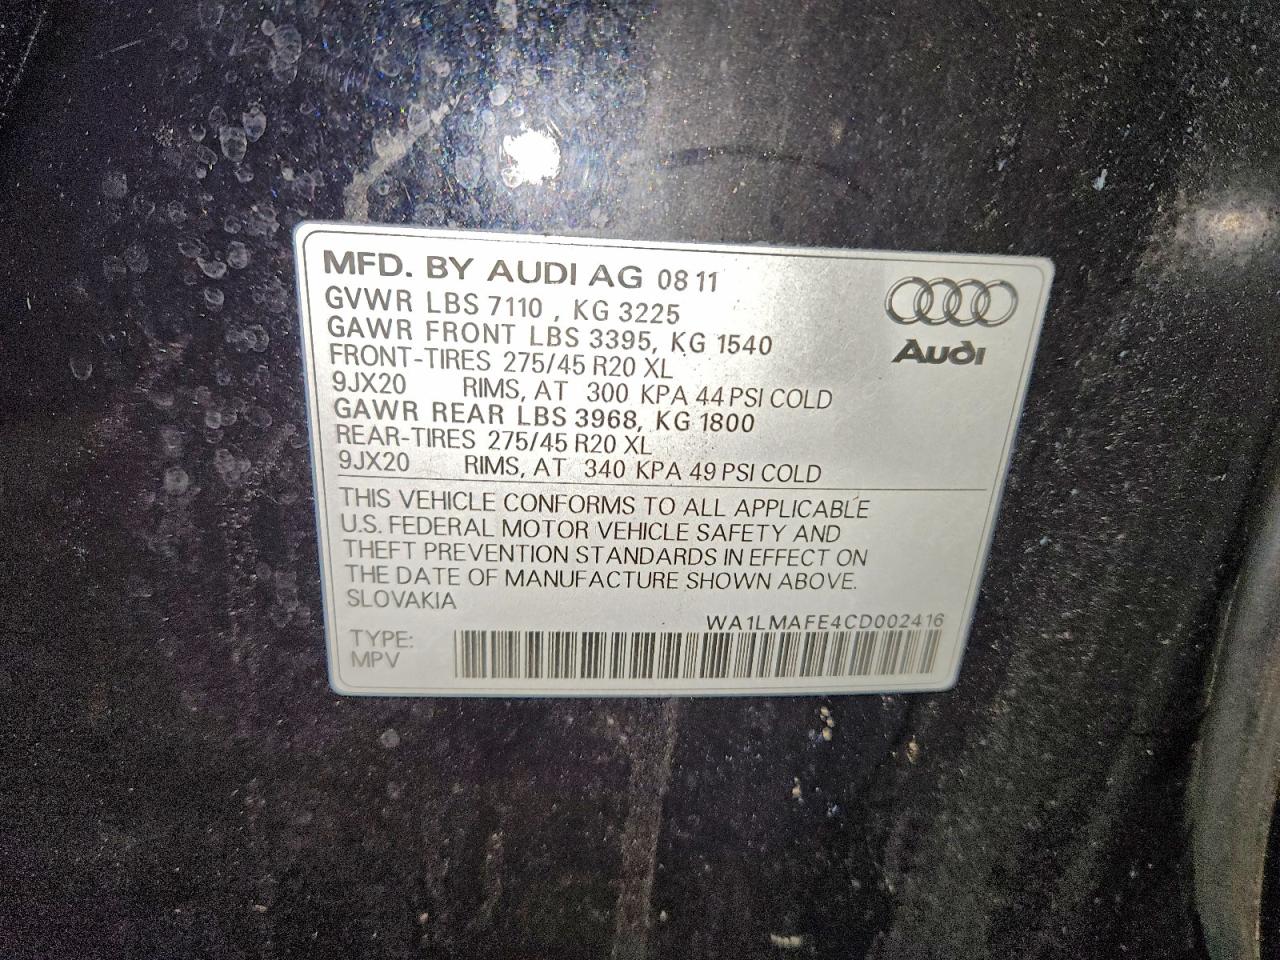 MFD. BY AUDI AG 08 11
GVWR LBS 7110 , KG 3225
GAWR FRONT LBS 3395, KG 1540
FRONT-TIRES 275/45 R20 XL
9JX20 RIMS, AT 300 KPA 44 PSI COLD
GAWR REAR LBS 3968, KG 1800
REAR-TIRES 275/45 R20 XL
9JX20 RIMS, AT 340 KPA 49 PSI COLD
Audi
THIS VEHICLE CONFORMS TO ALL APPLICABLE
U.S. FEDERAL MOTOR VEHICLE SAFETY AND
THEFT PREVENTION STANDARDS IN EFFECT ON
THE DATE OF MANUFACTURE SHOWN ABOVE.
SLOVAKIA
WA1LMAFE4CD002416
TYPE:
MPV